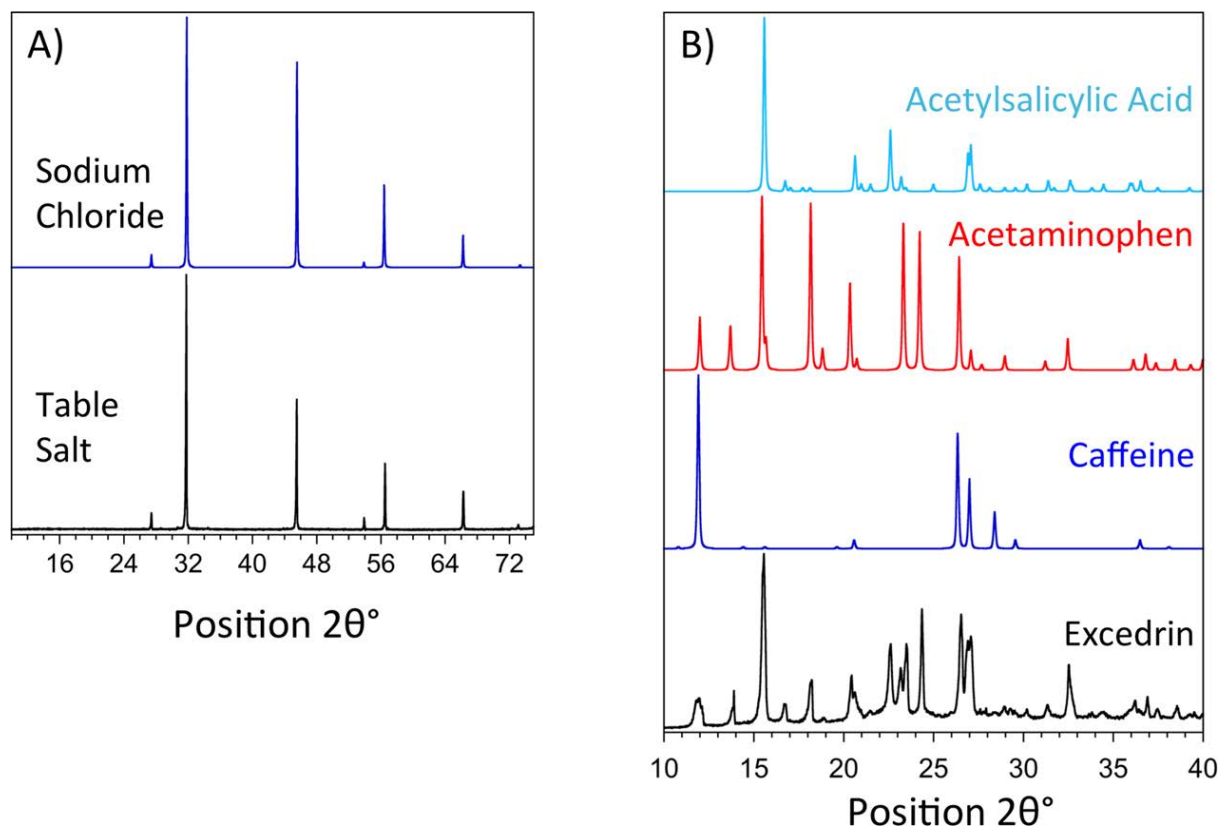 A)
Sodium
Chloride
Table
Salt
16 24 32 40 48 56 64 72
Position 2θ°
B)
Acetylsalicylic Acid
Acetaminophen
Caffeine
Excedrin
10 15 20 25 30 35 40
Position 2θ°